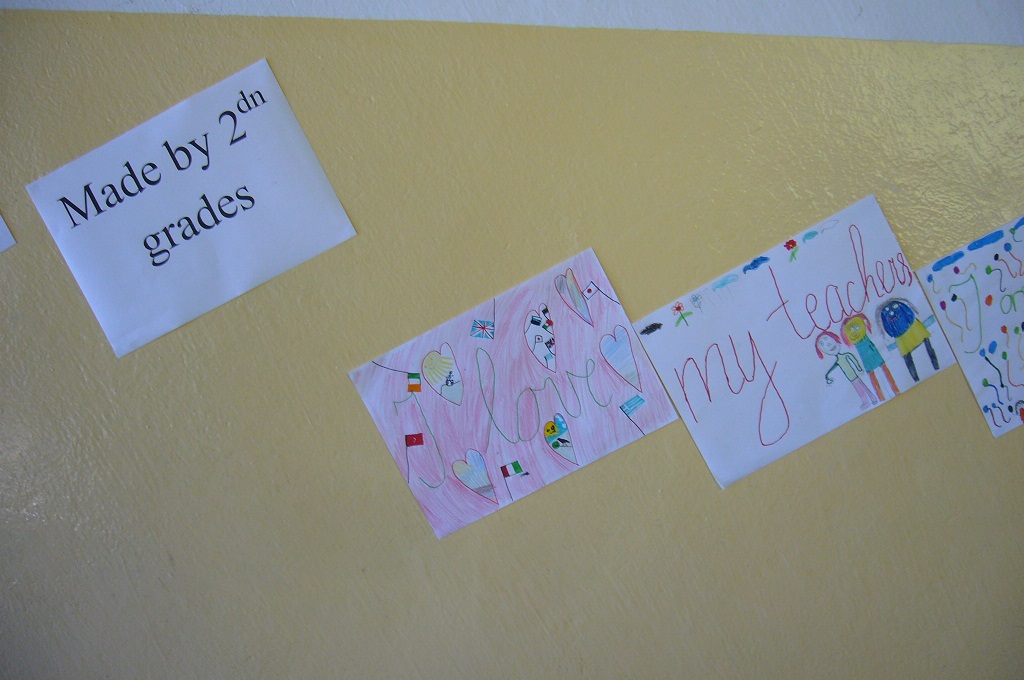 Made by 2dn
grades
I love
my teachers